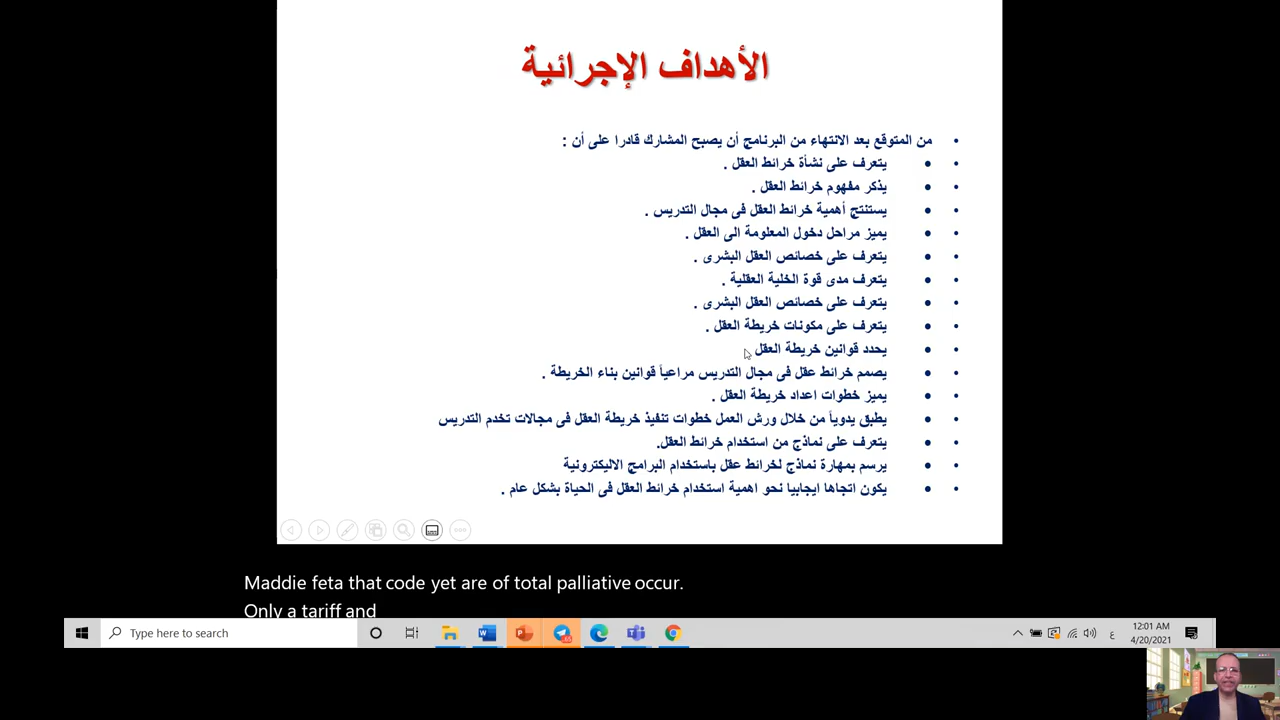 الأهداف الإجرائية
• من المتوقع بعد الانتهاء من البرنامج أن يصبح المشارك قادرا على أن :
• • يتعرف على نشأة خرائط العقل .
• • يذكر مفهوم خرائط العقل .
• • يستنتج أهمية خرائط العقل فى مجال التدريس .
• • يميز مراحل دخول المعلومة الى العقل .
• • يتعرف على خصائص العقل البشرى .
• • يتعرف مدى قوة الخلية العقلية .
• • يتعرف على خصائص العقل البشرى .
• • يتعرف على مكونات خريطة العقل .
• • يحدد قوانين خريطة العقل
• • يصمم خرائط عقل فى مجال التدريس مراعياً قوانين بناء الخريطة .
• • يميز خطوات اعداد خريطة العقل .
• • يطبق يدوياً من خلال ورش العمل خطوات تنفيذ خريطة العقل فى مجالات تخدم التدريس
• • يتعرف على نماذج من استخدام خرائط العقل.
• • يرسم بمهارة نماذج لخرائط عقل باستخدام البرامج الاليكترونية
• • يكون اتجاها ايجابيا نحو اهمية استخدام خرائط العقل فى الحياة بشكل عام .
Maddie feta that code yet are of total palliative occur.
Only a tariff and
Type here to search
ع
12:01 AM
4/20/2021